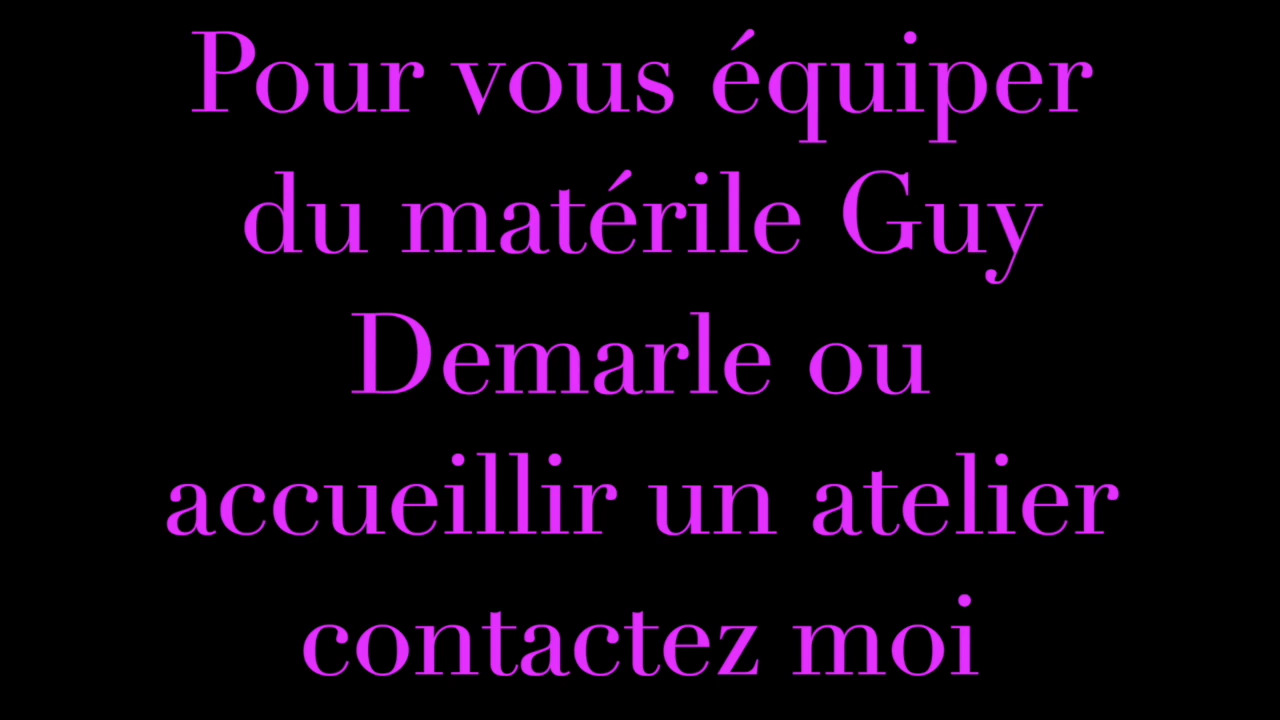 Pour vous équiper
du matérile Guy
Demarle ou
accueillir un atelier
contactez moi